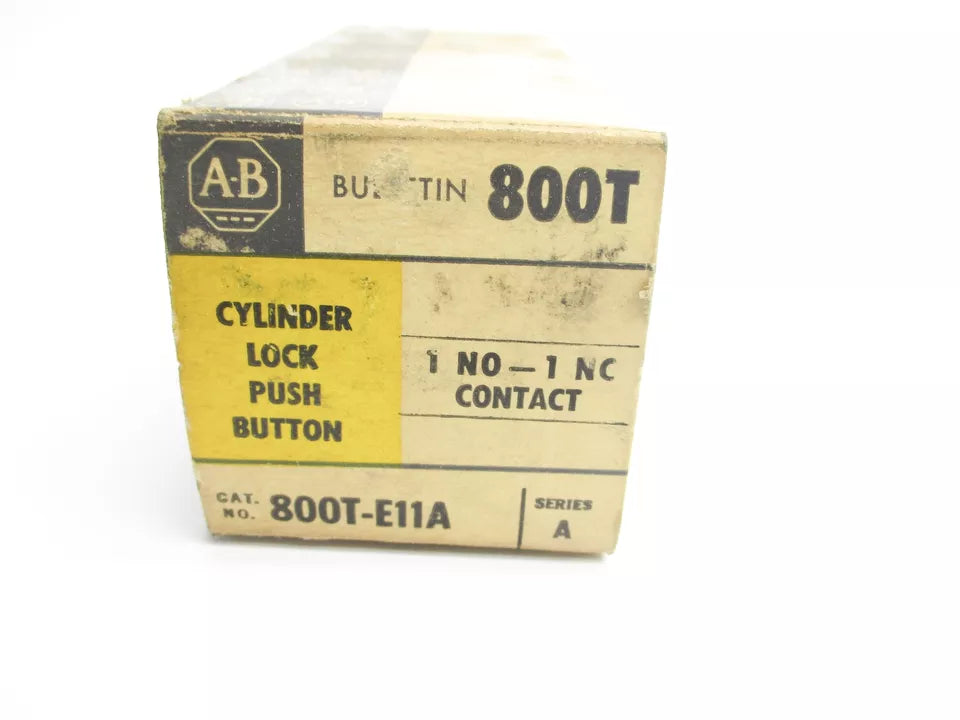 A-B
BULLETIN 800T
CYLINDER
LOCK
PUSH
BUTTON
1 NO – 1 NC
CONTACT
CAT.
NO. 800T-E11A
SERIES
A